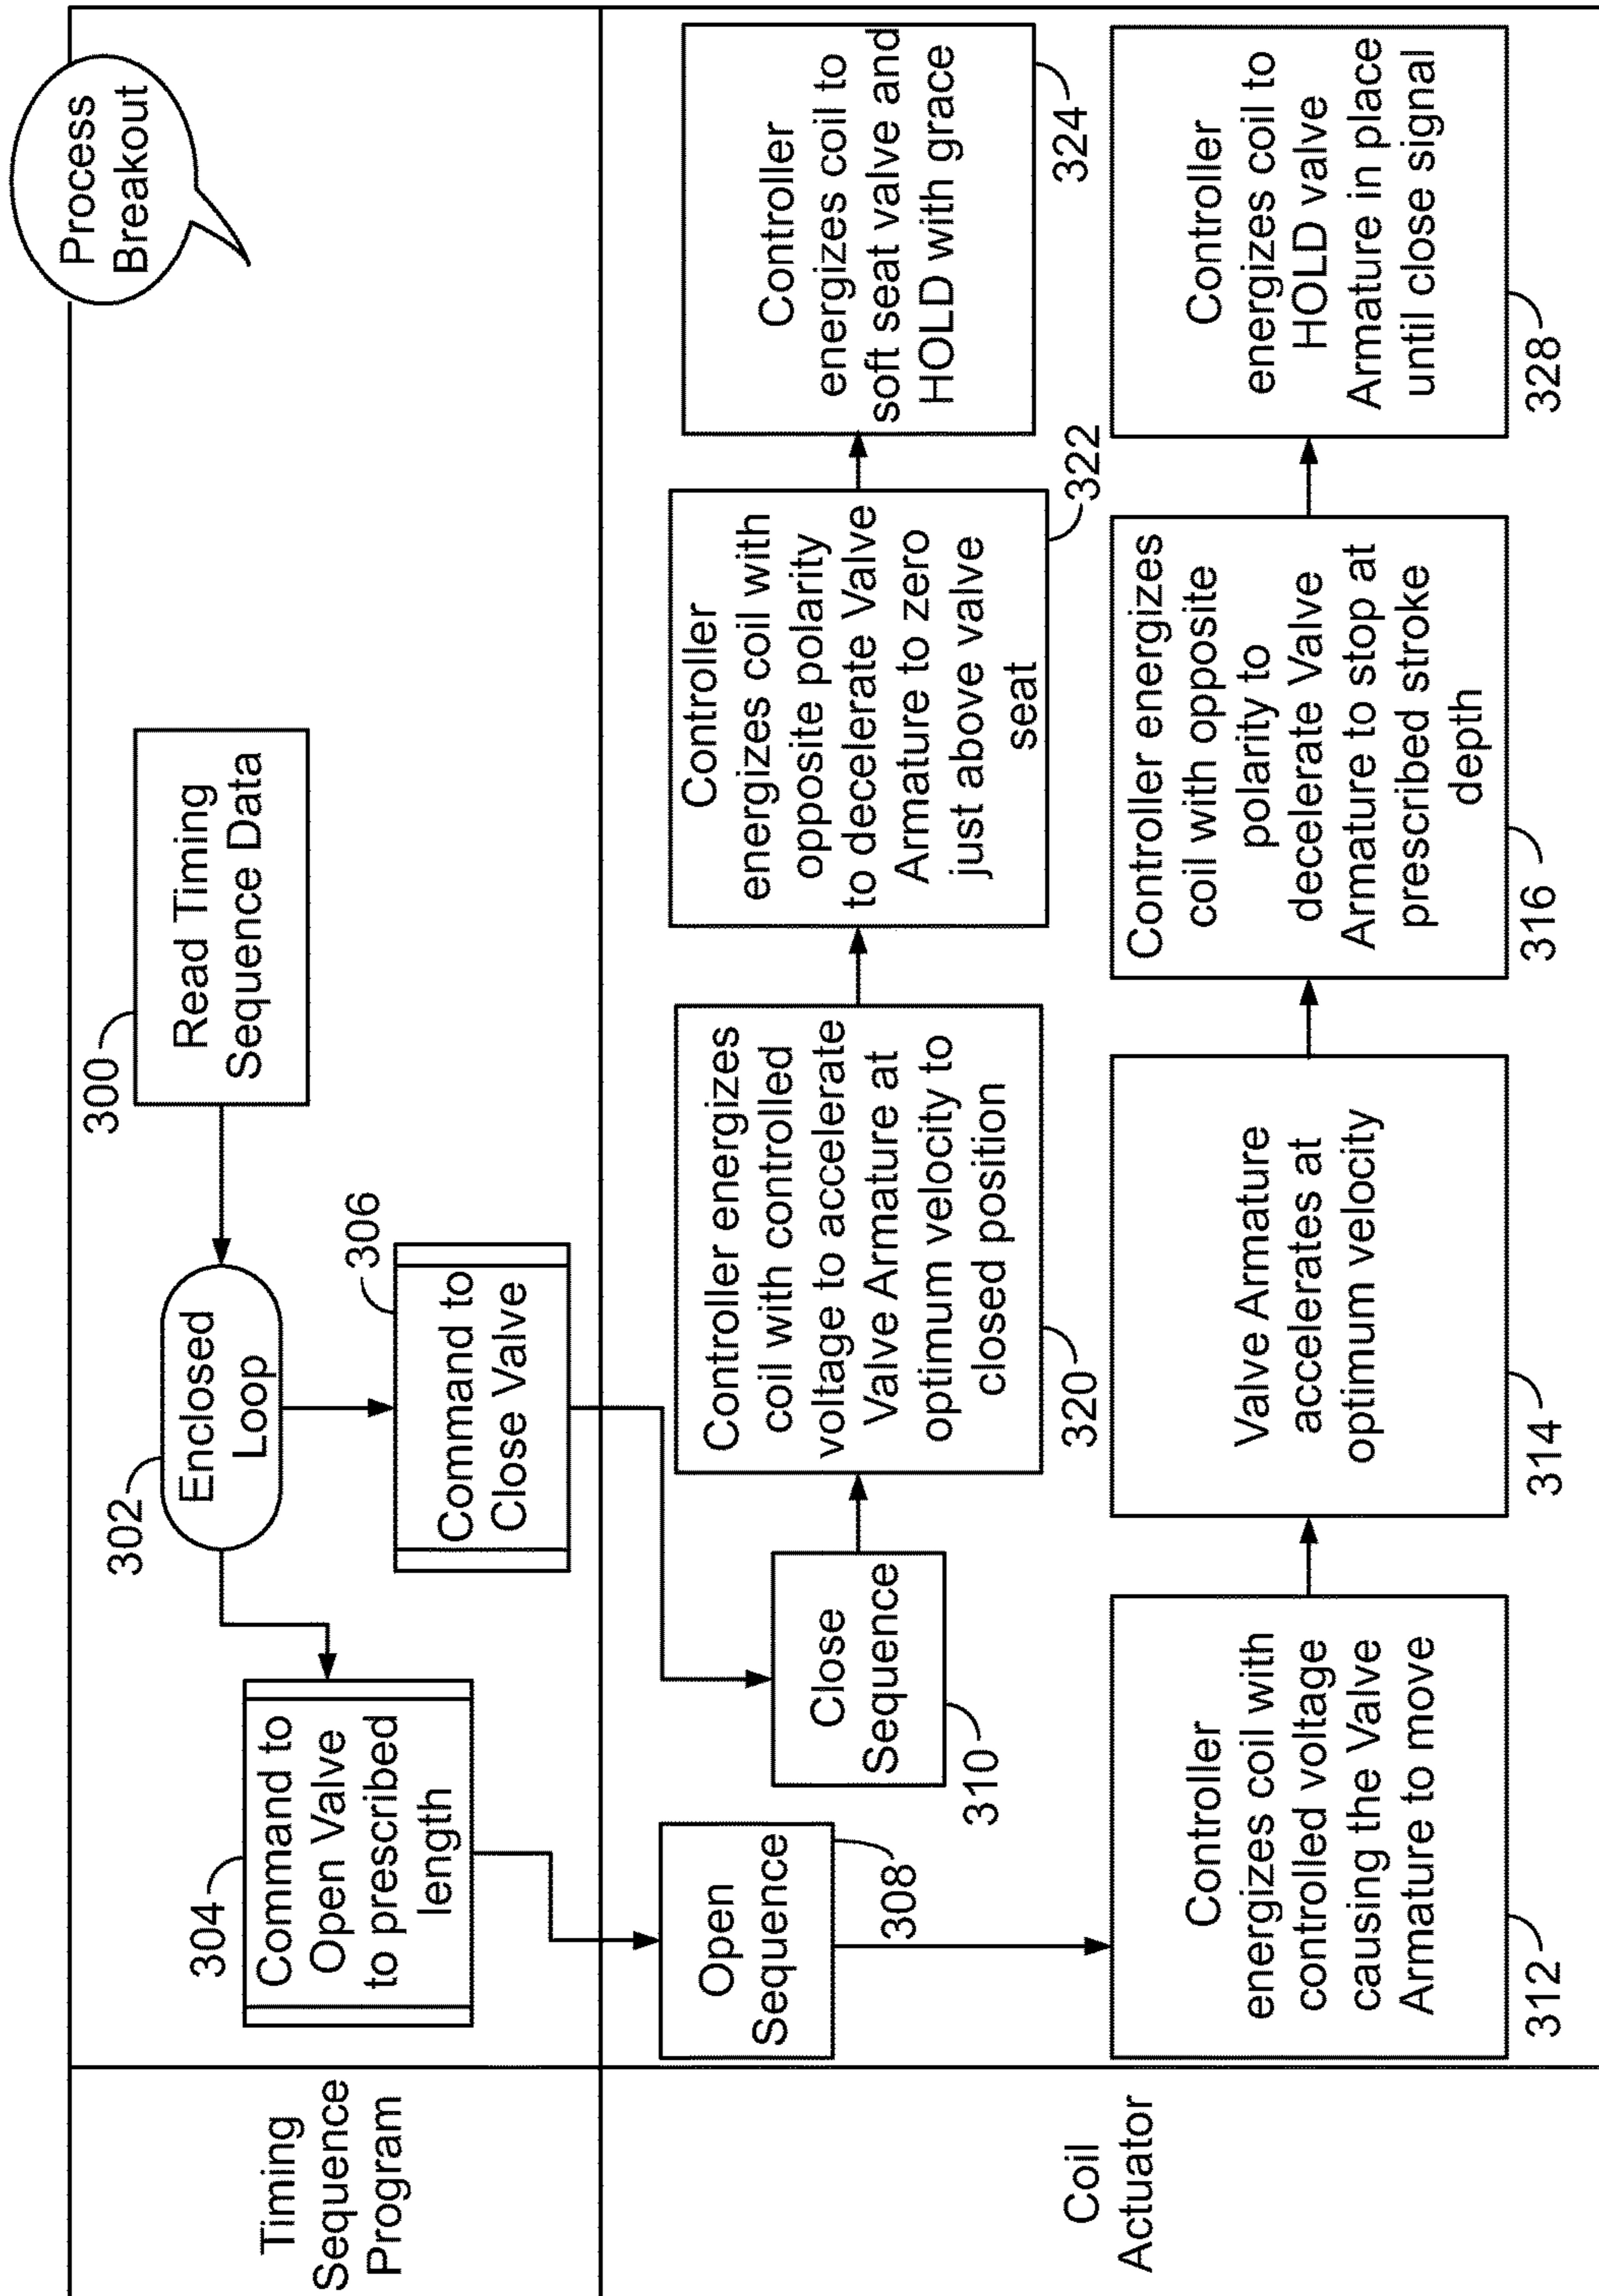 Process
Breakout
Timing
Sequence
Program
300
Read Timing
Sequence Data
302
Enclosed
Loop
304
Command to
Open Valve
to prescribed
length
306
Command to
Close Valve
Coil
Actuator
Open
Sequence
308
Close
Sequence
310
Controller energizes
coil with controlled
voltage to accelerate
Valve Armature at
optimum velocity to
closed position
320
Controller
energizes coil with
opposite polarity
to decelerate Valve
Armature to zero
just above valve
seat
322
Controller
energizes coil to
soft seat valve and
HOLD with grace
324
Controller
energizes coil with
controlled voltage
causing the Valve
Armature to move
312
Valve Armature
accelerates at
optimum velocity
314
Controller energizes
coil with opposite
polarity to
decelerate Valve
Armature to stop at
prescribed stroke
depth
316
Controller
energizes coil to
HOLD valve
Armature in place
until close signal
328